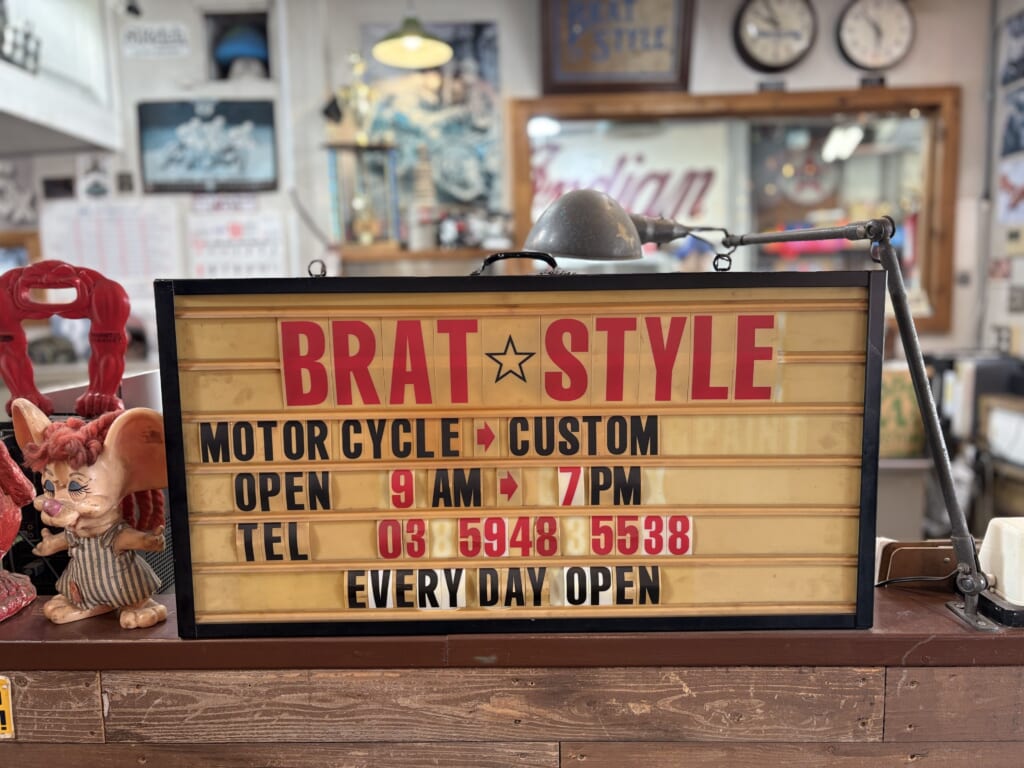 BRAT STYLE
Indian
BRAT ☆ STYLE
MOTOR CYCLE → CUSTOM
OPEN 9 AM → 7 PM
TEL 03 5948 5538
EVERY DAY OPEN